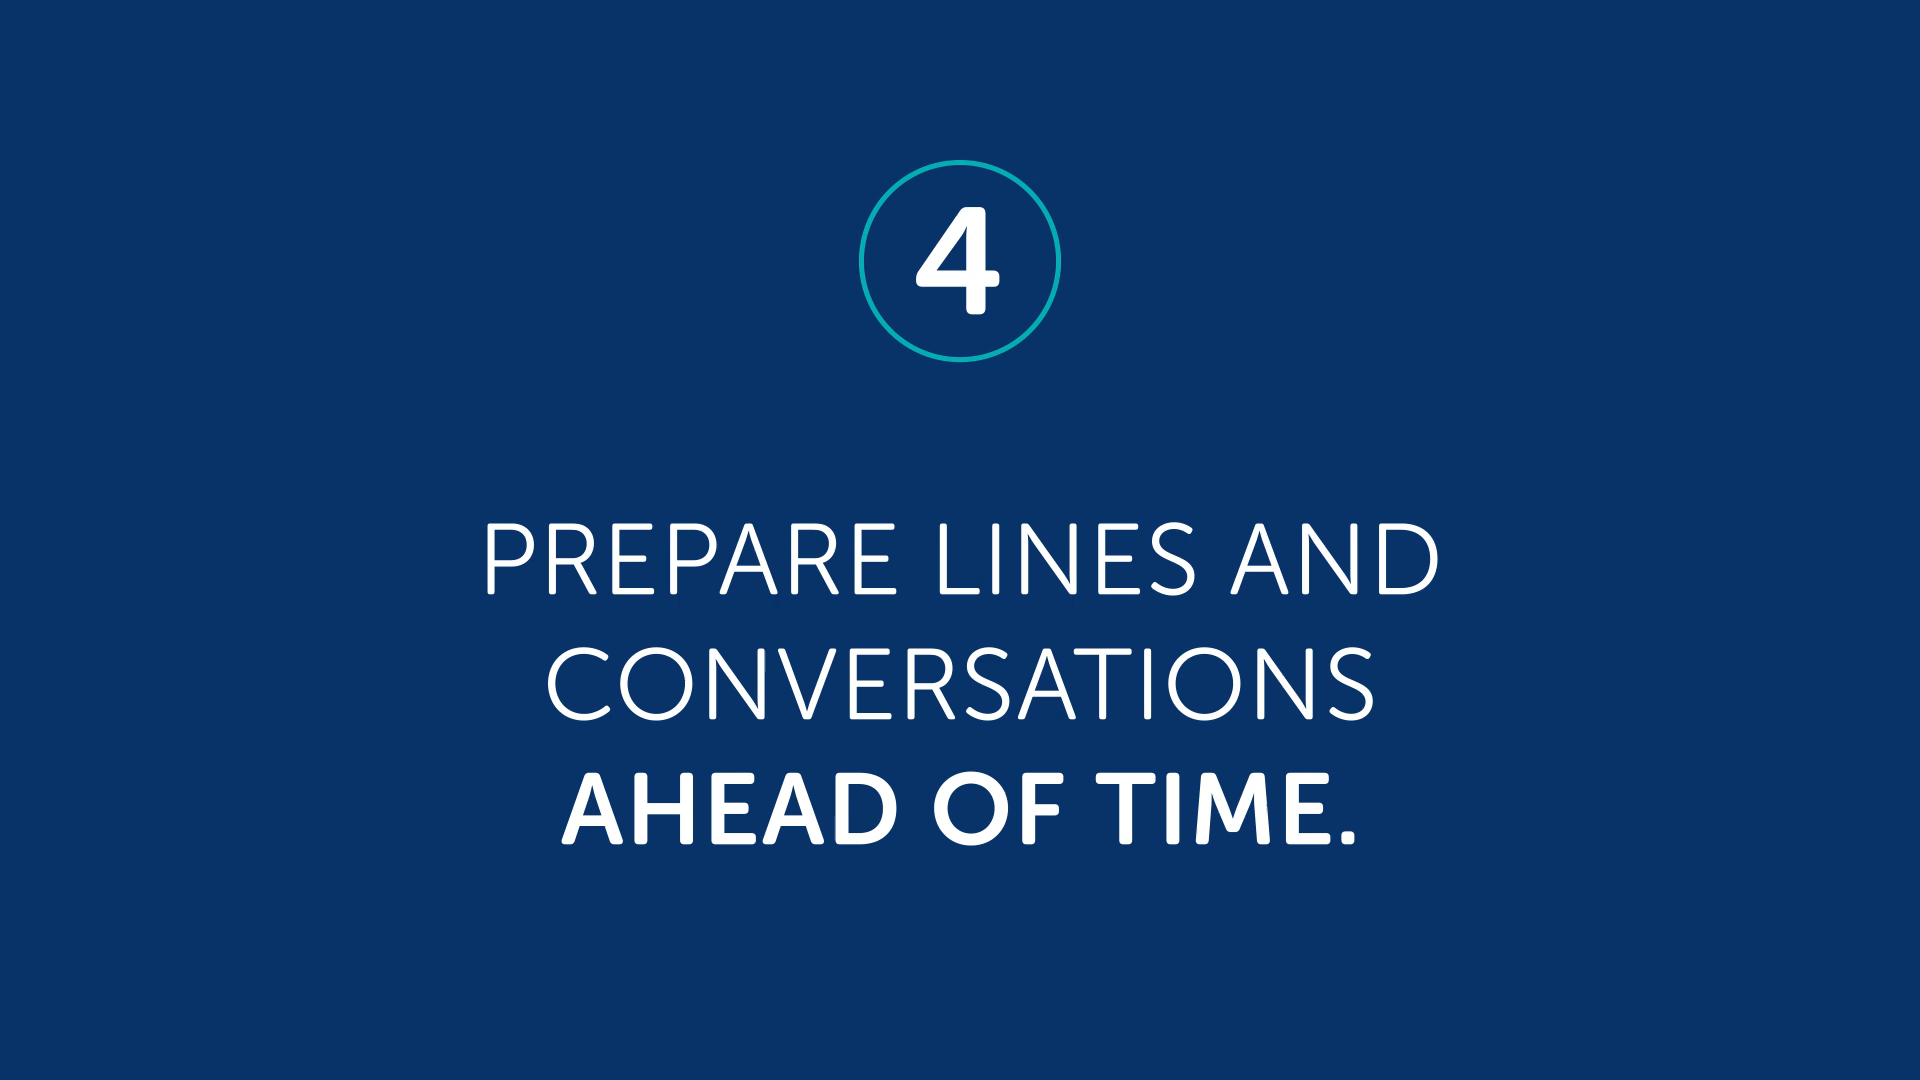 4
PREPARE LINES AND
CONVERSATIONS
AHEAD OF TIME.